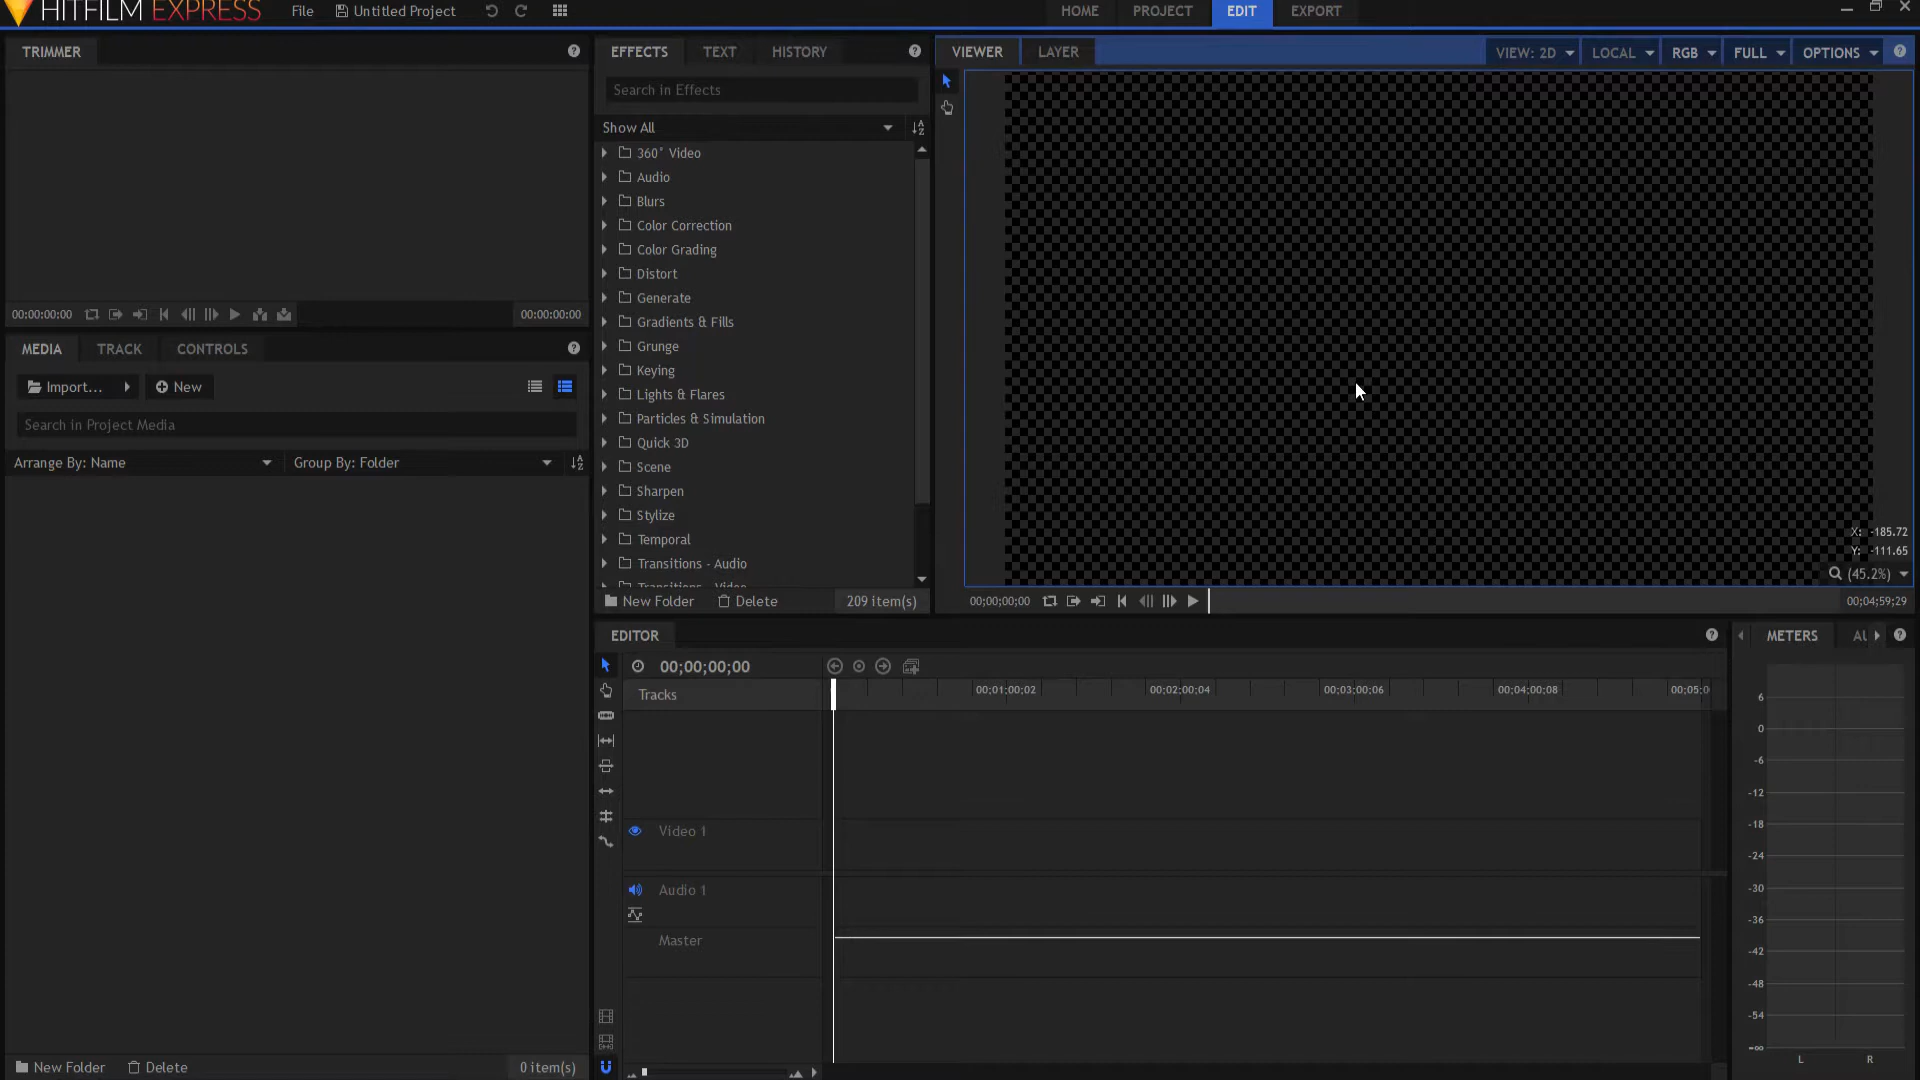 HITFILM EXPRESS File Untitled Project HOME PROJECT EDIT EXPORT
TRIMMER
00:00:00:00 00:00:00:00
MEDIA TRACK CONTROLS
Import... New
Search in Project Media
Arrange By: Name Group By: Folder
New Folder Delete 0 item(s)
EFFECTS TEXT HISTORY
Search in Effects
Show All
360° Video
Audio
Blurs
Color Correction
Color Grading
Distort
Generate
Gradients & Fills
Grunge
Keying
Lights & Flares
Particles & Simulation
Quick 3D
Scene
Sharpen
Stylize
Temporal
Transitions - Audio
Transitions - Video
New Folder Delete 209 item(s)
VIEWER LAYER VIEW: 2D LOCAL RGB FULL OPTIONS
X: -185.72
Y: -111.65
(45.2%)
00;00;00;00 00;04;59;29
EDITOR
00;00;00;00
Tracks 00;01;00;02 00;02;00;04 00;03;00;06 00;04;00;08 00;05;0
Video 1
Audio 1
Master
METERS
6
0
-6
-12
-18
-24
-30
-36
-42
-48
-54
-∞
L R